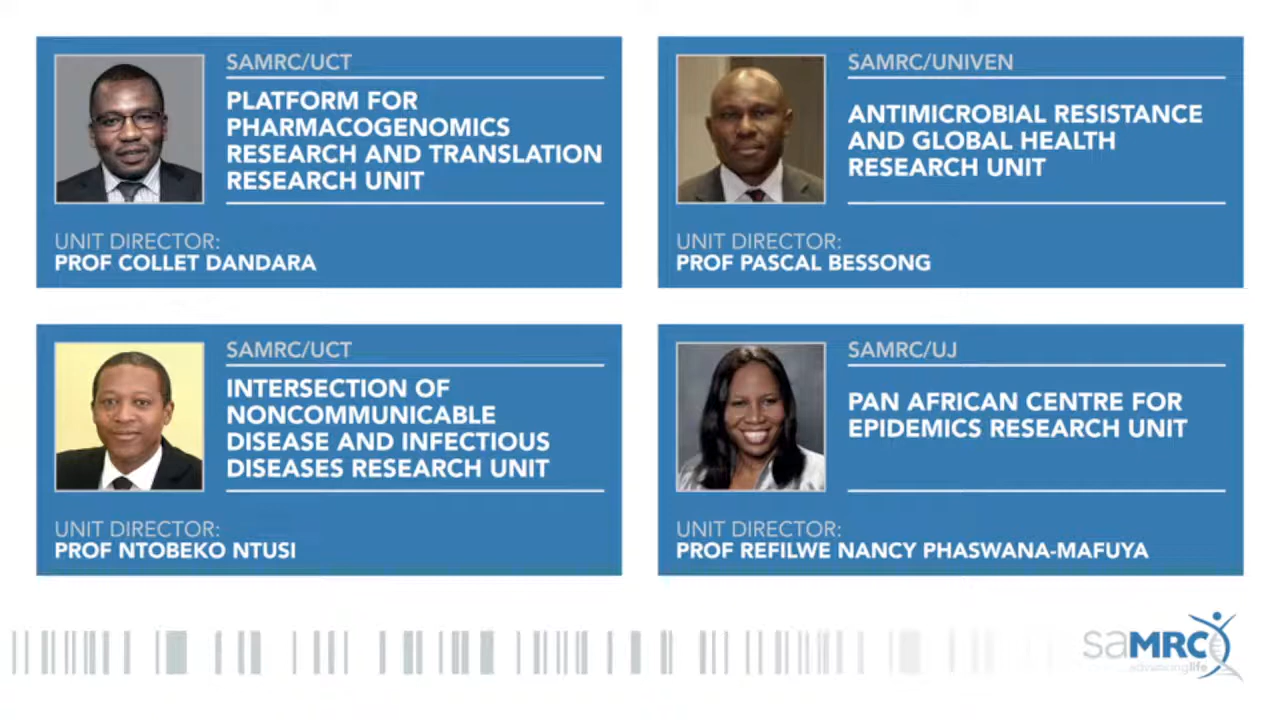 SAMRC/UCT
PLATFORM FOR
PHARMACOGENOMICS
RESEARCH AND TRANSLATION
RESEARCH UNIT
UNIT DIRECTOR:
PROF COLLET DANDARA
SAMRC/UNIVEN
ANTIMICROBIAL RESISTANCE
AND GLOBAL HEALTH
RESEARCH UNIT
UNIT DIRECTOR:
PROF PASCAL BESSONG
SAMRC/UCT
INTERSECTION OF
NONCOMMUNICABLE
DISEASE AND INFECTIOUS
DISEASES RESEARCH UNIT
UNIT DIRECTOR:
PROF NTOBEKO NTUSI
SAMRC/UJ
PAN AFRICAN CENTRE FOR
EPIDEMICS RESEARCH UNIT
UNIT DIRECTOR:
PROF REFILWE NANCY PHASWANA-MAFUYA
saMRC
advancinglife